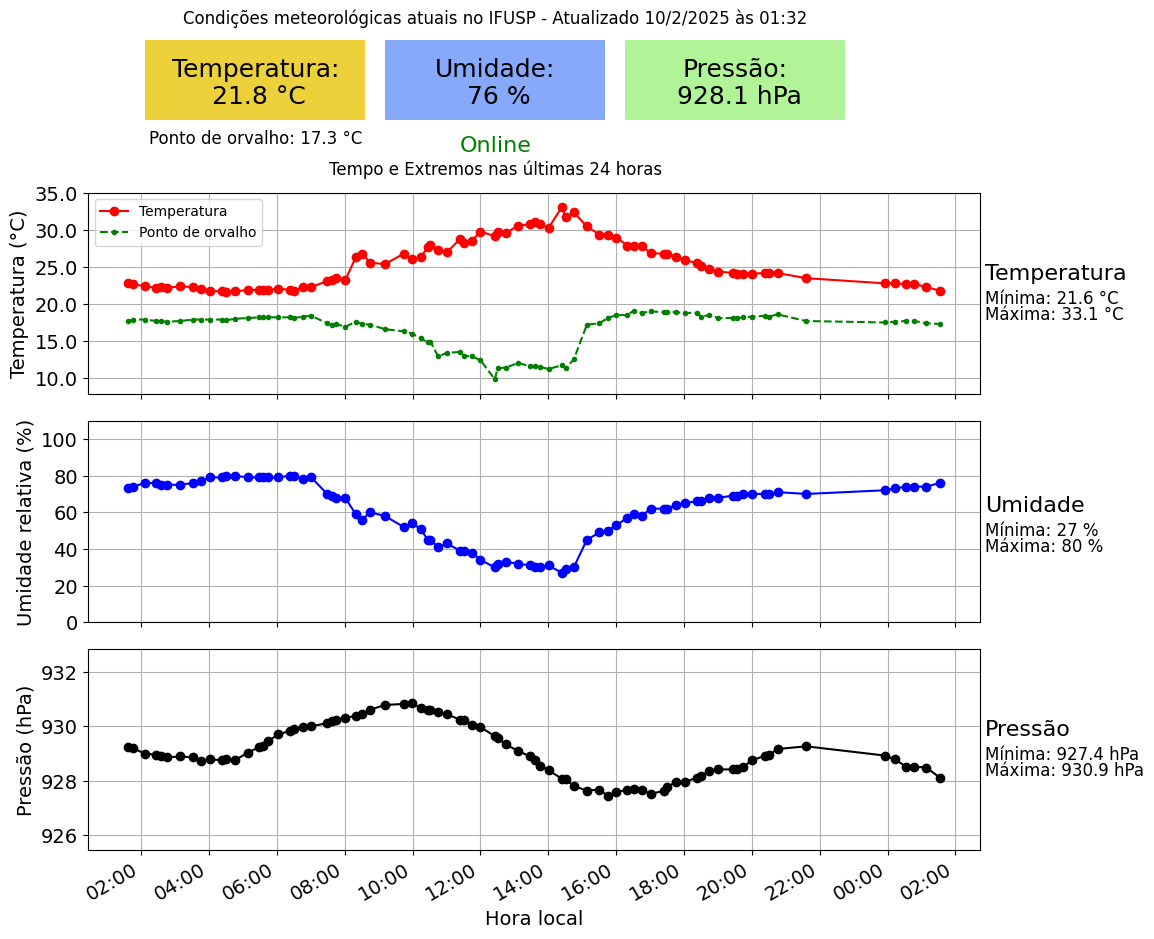 Condições meteorológicas atuais no IFUSP - Atualizado 10/2/2025 às 01:32
Temperatura:
21.8 °C
Umidade:
76 %
Pressão:
928.1 hPa
Ponto de orvalho: 17.3 °C
Online
Tempo e Extremos nas últimas 24 horas
Temperatura (°C)
35.0
30.0
25.0
20.0
15.0
10.0
Temperatura
Ponto de orvalho
Temperatura
Mínima: 21.6 °C
Máxima: 33.1 °C
Umidade relativa (%)
100
80
60
40
20
0
Umidade
Mínima: 27 %
Máxima: 80 %
Pressão (hPa)
932
930
928
926
Pressão
Mínima: 927.4 hPa
Máxima: 930.9 hPa
02:00
04:00
06:00
08:00
10:00
12:00
14:00
16:00
18:00
20:00
22:00
00:00
02:00
Hora local